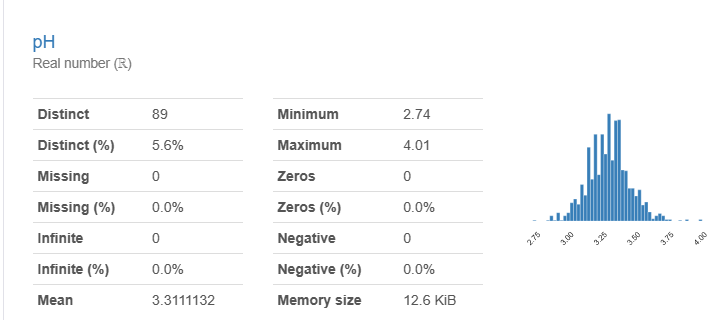 pH
Real number (ℝ)
Distinct 89
Distinct (%) 5.6%
Missing 0
Missing (%) 0.0%
Infinite 0
Infinite (%) 0.0%
Mean 3.3111132
Minimum 2.74
Maximum 4.01
Zeros 0
Zeros (%) 0.0%
Negative 0
Negative (%) 0.0%
Memory size 12.6 KiB
2.75 3.00 3.25 3.50 3.75 4.00